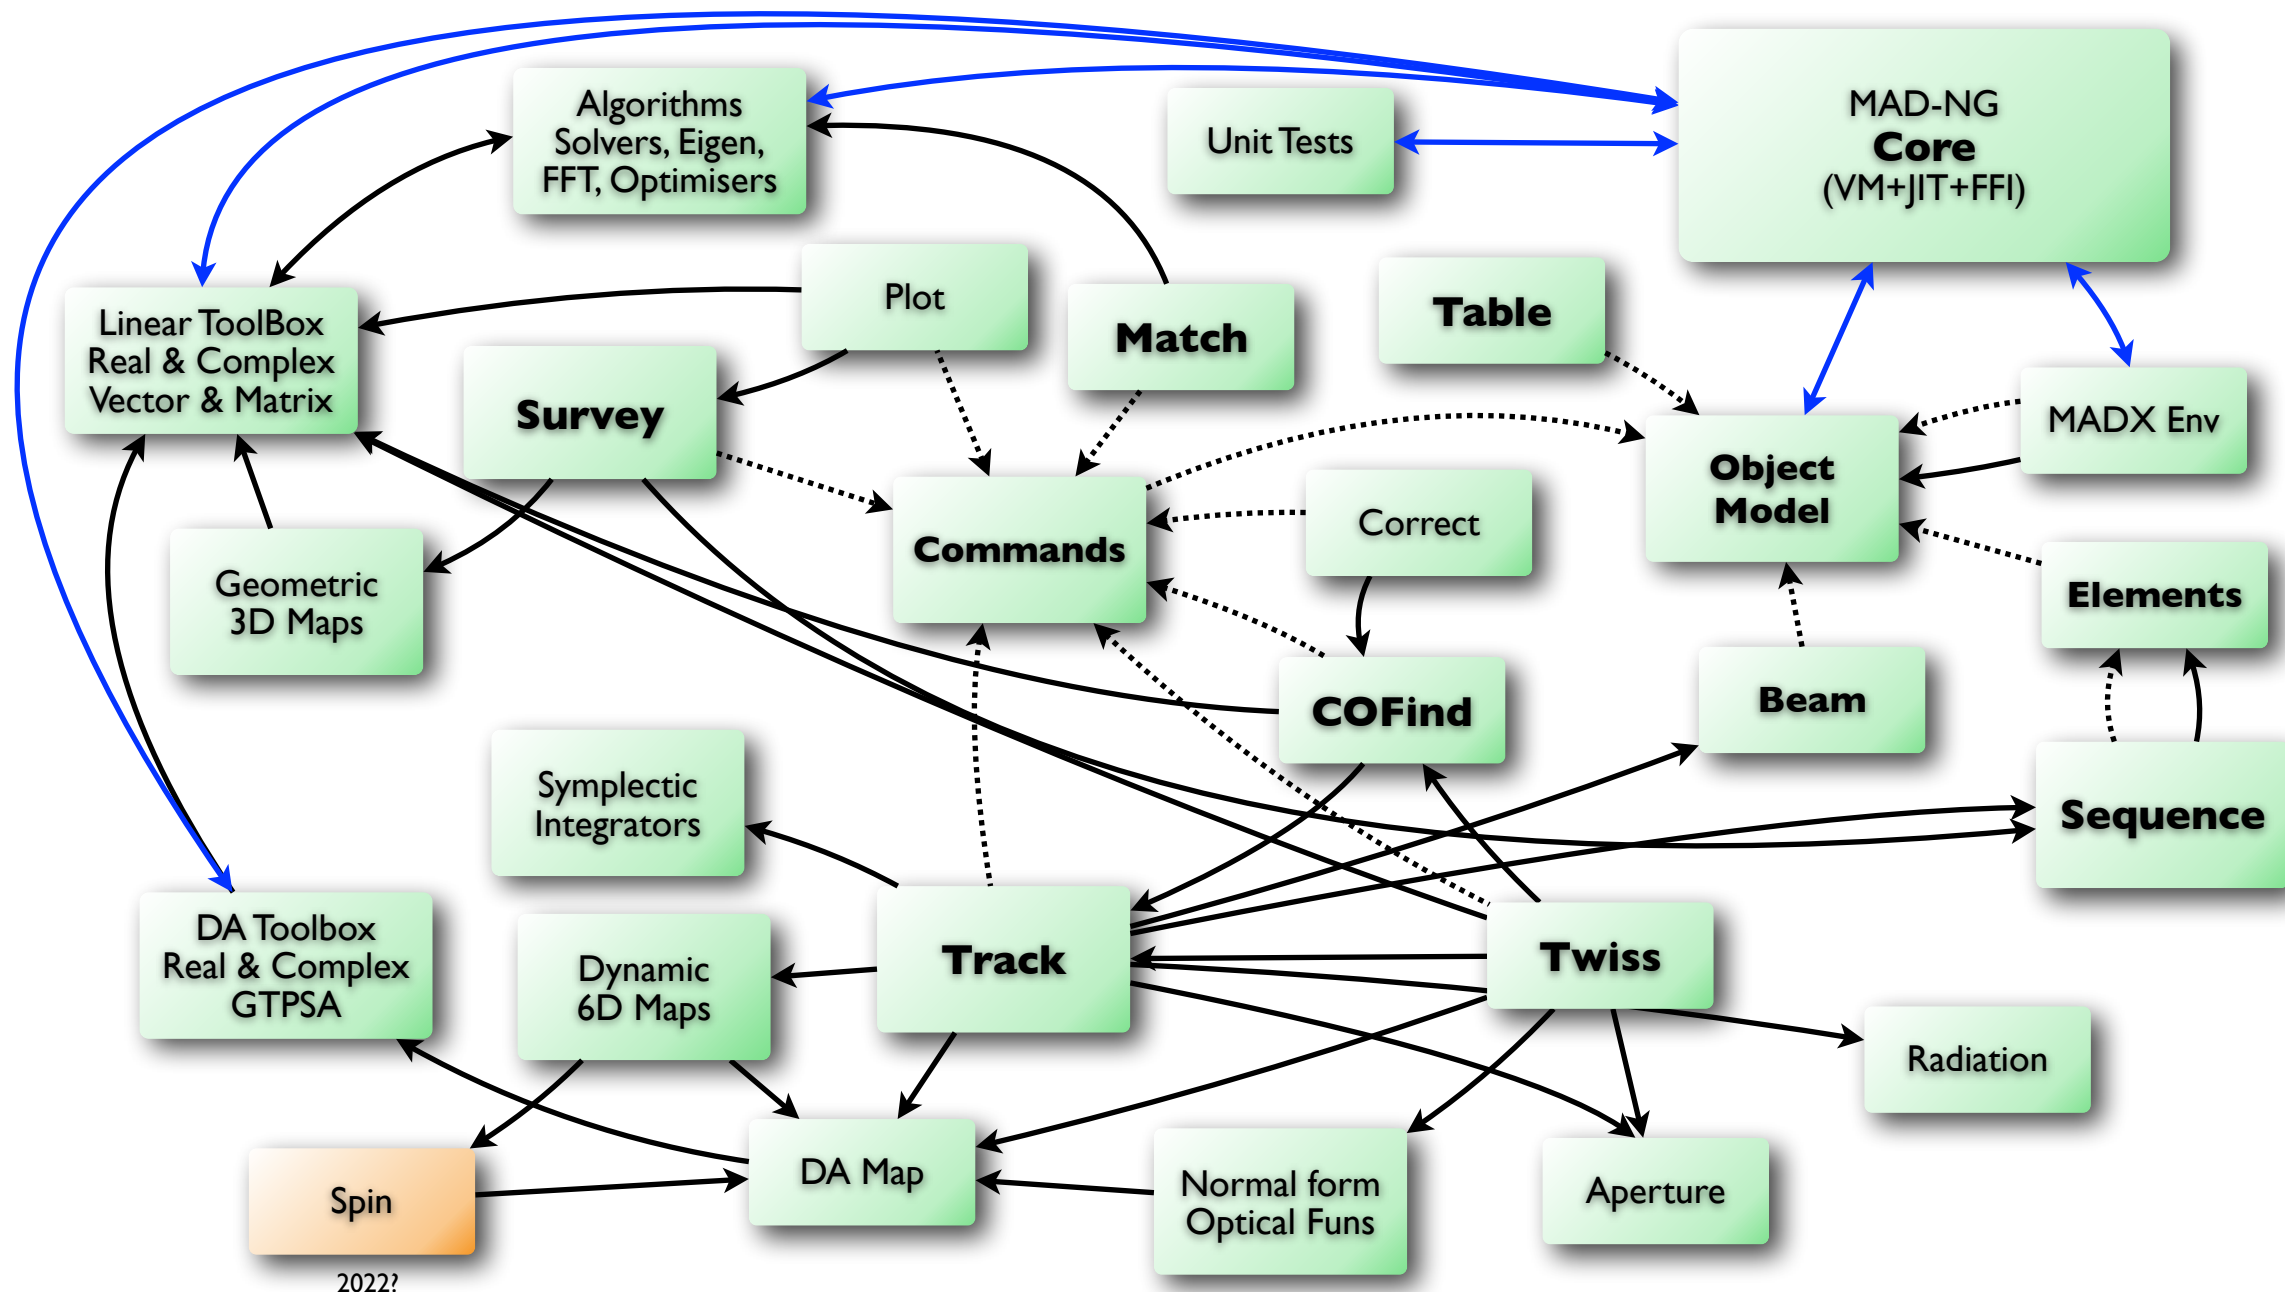 Algorithms
Solvers, Eigen,
FFT, Optimisers
Unit Tests
MAD-NG
Core
(VM+JIT+FFI)
Plot
Match
Table
Linear ToolBox
Real & Complex
Vector & Matrix
Survey
MADX Env
Object
Model
Commands
Correct
Geometric
3D Maps
Elements
COFind
Beam
Symplectic
Integrators
Sequence
DA Toolbox
Real & Complex
GTPSA
Dynamic
6D Maps
Track
Twiss
Radiation
Spin
2022?
DA Map
Normal form
Optical Funs
Aperture